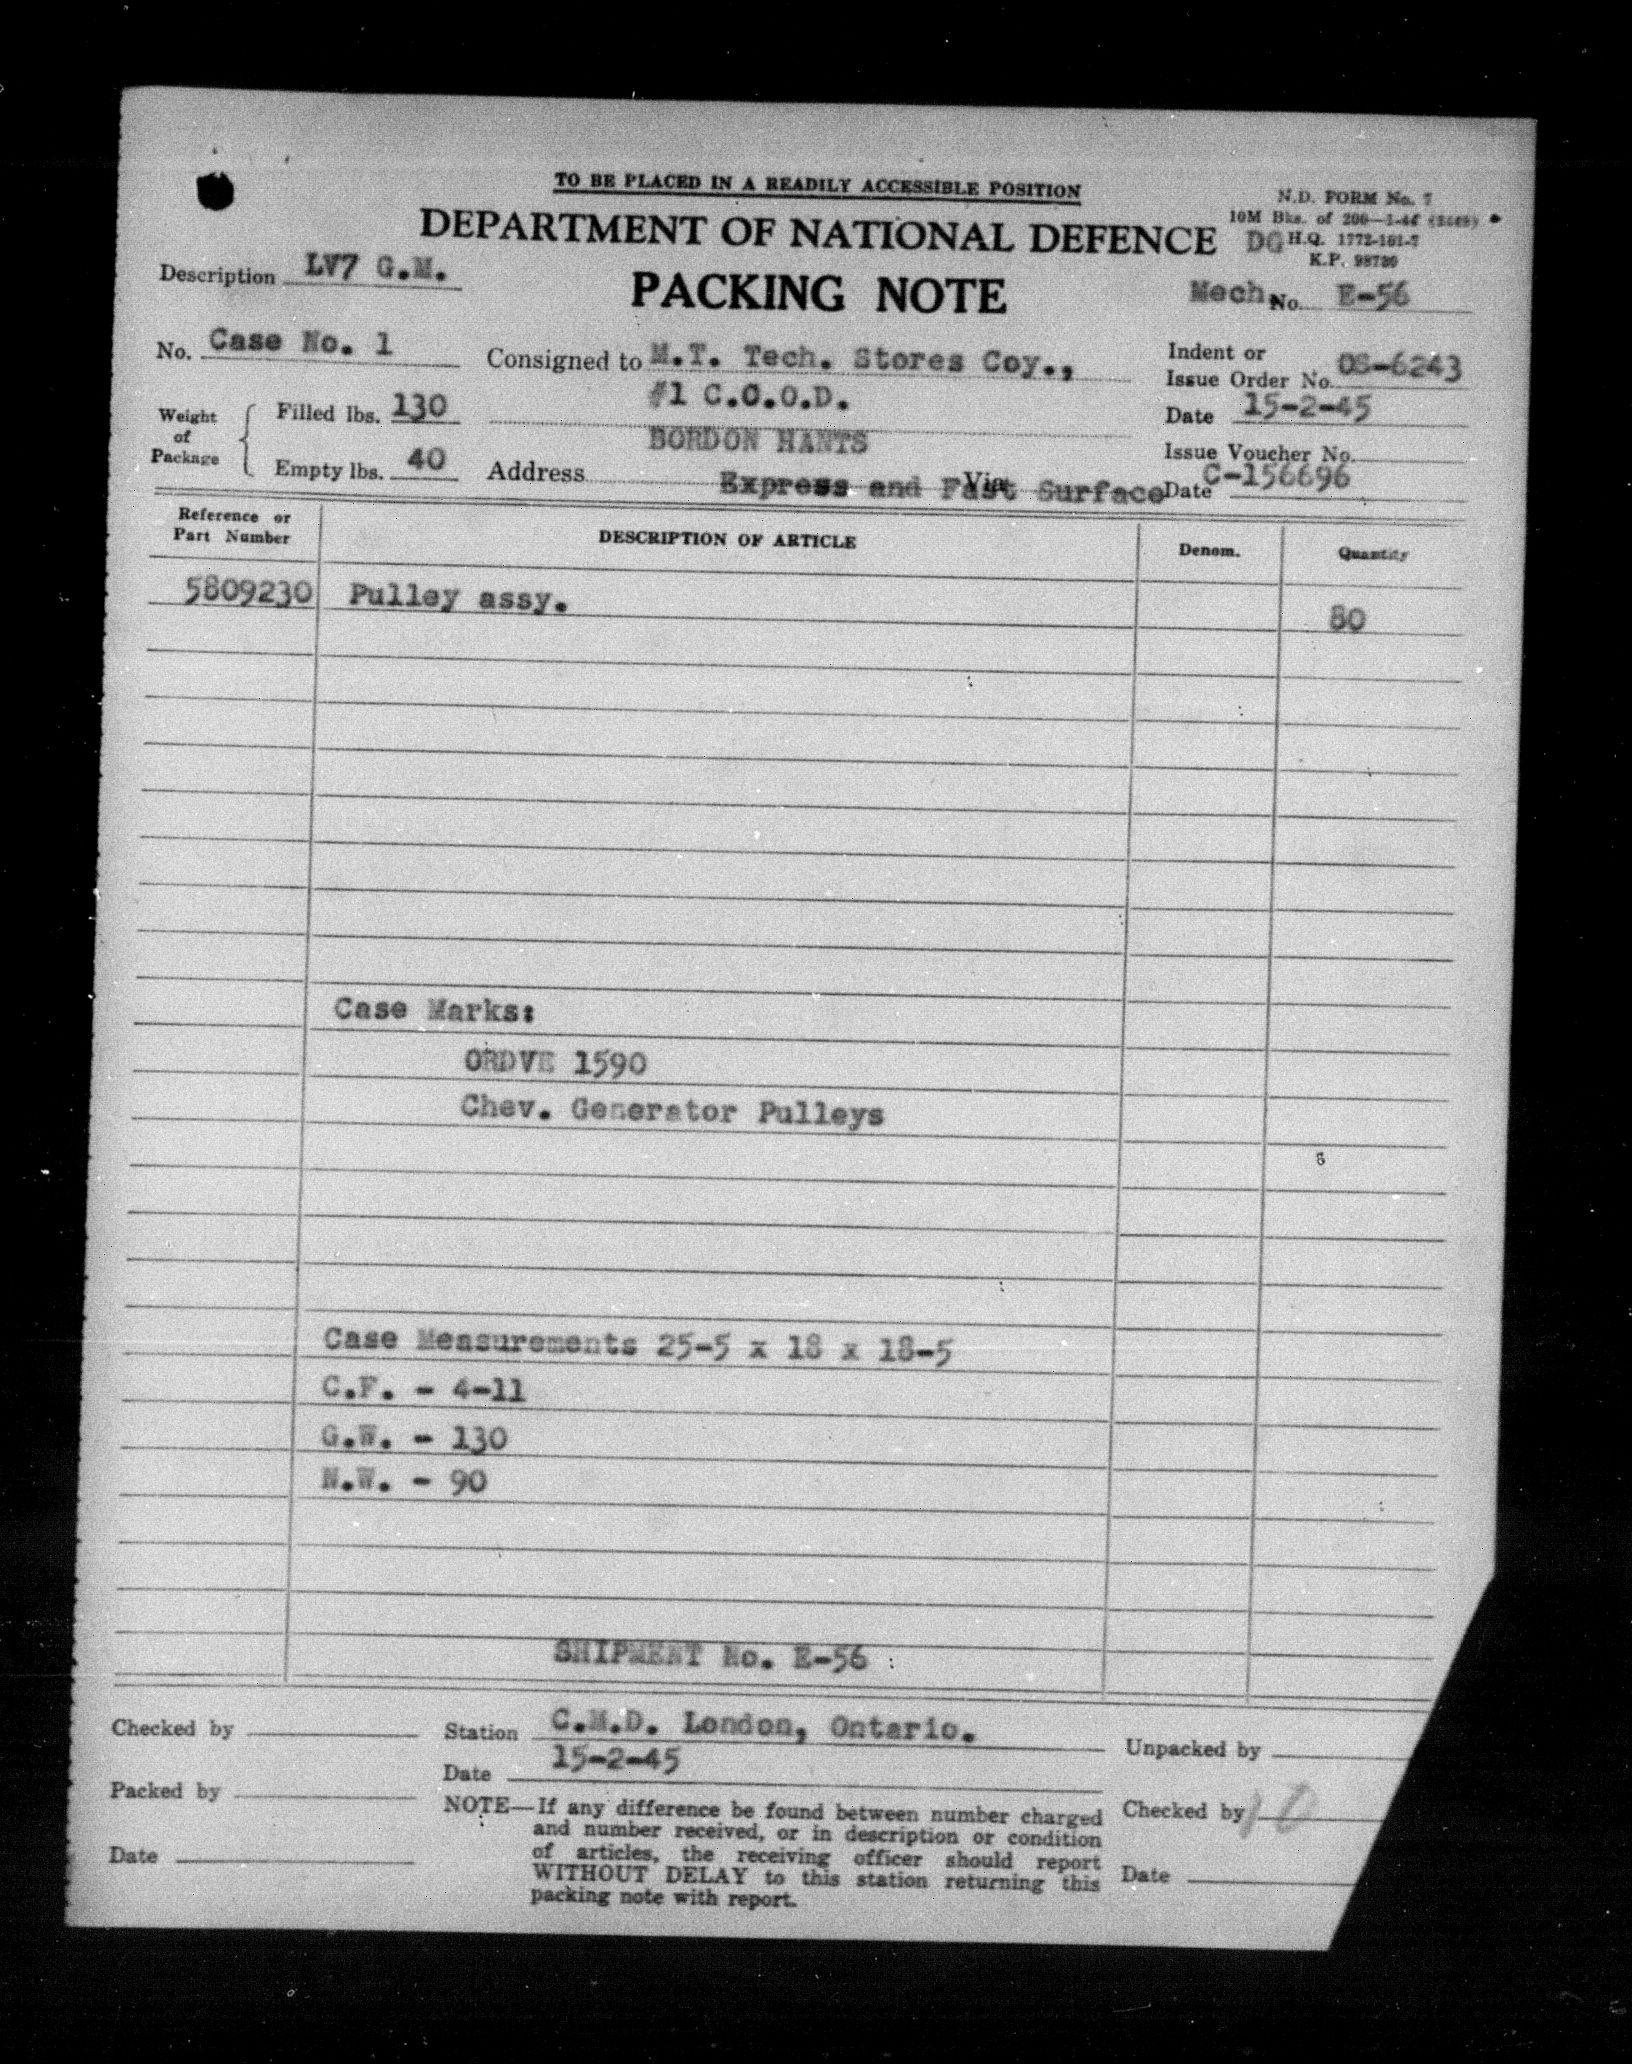 TO BE PLACED IN A READILY ACCESSIBLE POSITION
N.D. FORM No. 7
10M Bks. of 200
DEPARTMENT OF NATIONAL DEFENCE
DG H.Q. 1772-161-7
K.P.
Description LV7 G.M.
PACKING NOTE
Mech. No. E-56
No. Case No. 1
Consigned to M.T. Tech. Stores Coy.,
Indent or
Issue Order No. OS-6243
#1 C.O.O.D.
Date 15-2-45
Weight
of
Package
Filled lbs. 130
BORDON HANTS
Issue Voucher No.
C-156696
Empty lbs. 40
Address
Via
Express and Fast Surface
Date
Reference or
Part Number
DESCRIPTION OF ARTICLE
Denom.
Quantity
5809230 Pulley assy. 80
Case Marks:
ORDVE 1590
Chev. Generator Pulleys
Case Measurements 25-5 x 18 x 18-5
C.F. - 4-11
G.W. - 130
N.W. - 90
SHIPMENT No. E-56
Checked by
Station C.M.D. London, Ontario.
Unpacked by
Date 15-2-45
Packed by
Checked by 10
NOTE—If any difference be found between number charged
and number received, or in description or condition
of articles, the receiving officer should report
WITHOUT DELAY to this station returning this
packing note with report.
Date
Date